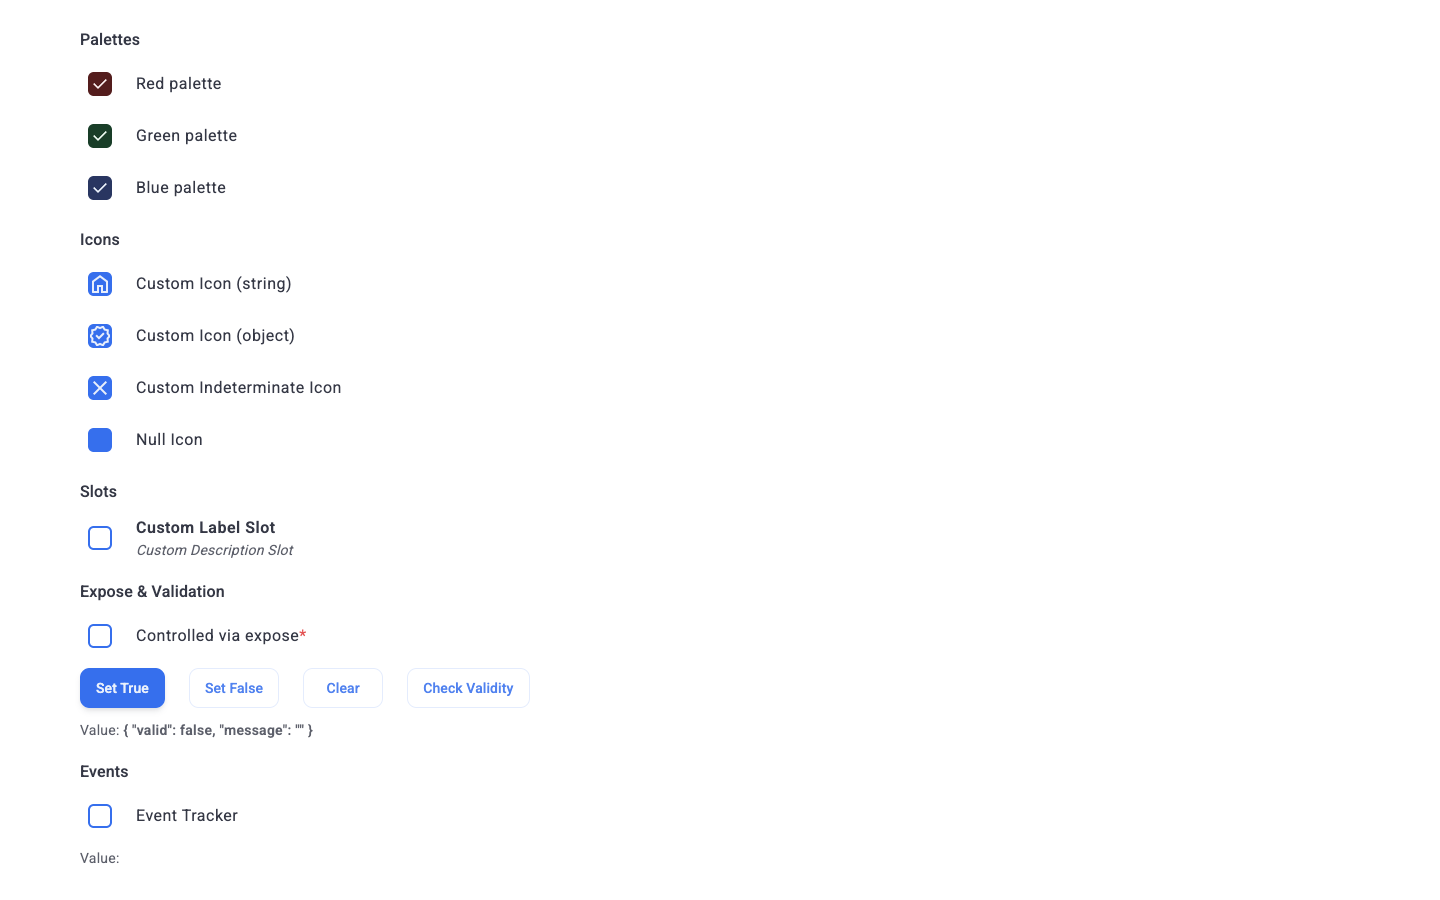 Palettes
Red palette
Green palette
Blue palette
Icons
Custom Icon (string)
Custom Icon (object)
Custom Indeterminate Icon
Null Icon
Slots
Custom Label Slot
Custom Description Slot
Expose & Validation
Controlled via expose*
Set True Set False Clear Check Validity
Value: { "valid": false, "message": "" }
Events
Event Tracker
Value: